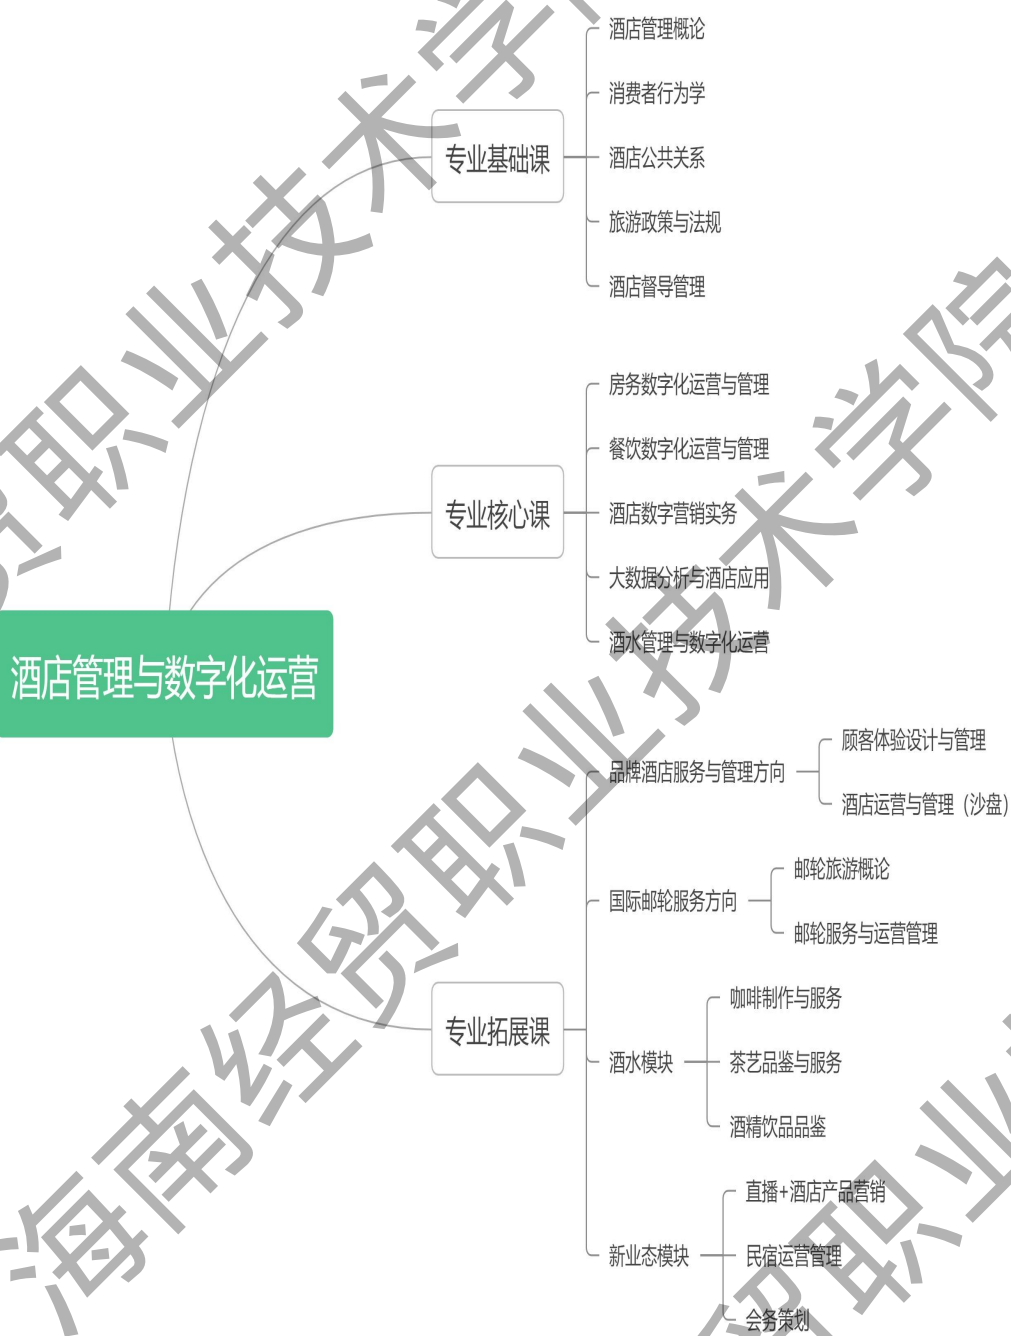 酒店管理与数字化运营
专业基础课
酒店管理概论
消费者行为学
酒店公共关系
旅游政策与法规
酒店督导管理
专业核心课
房务数字化运营与管理
餐饮数字化运营与管理
酒店数字营销实务
大数据分析与酒店应用
酒水管理与数字化运营
专业拓展课
品牌酒店服务与管理方向
顾客体验设计与管理
酒店运营与管理（沙盘）
国际邮轮服务方向
邮轮旅游概论
邮轮服务与运营管理
酒水模块
咖啡制作与服务
茶艺品鉴与服务
酒精饮品品鉴
新业态模块
直播+酒店产品营销
民宿运营管理
会务策划
贸职业技术学院
海南经贸职业技术学院
贸职业